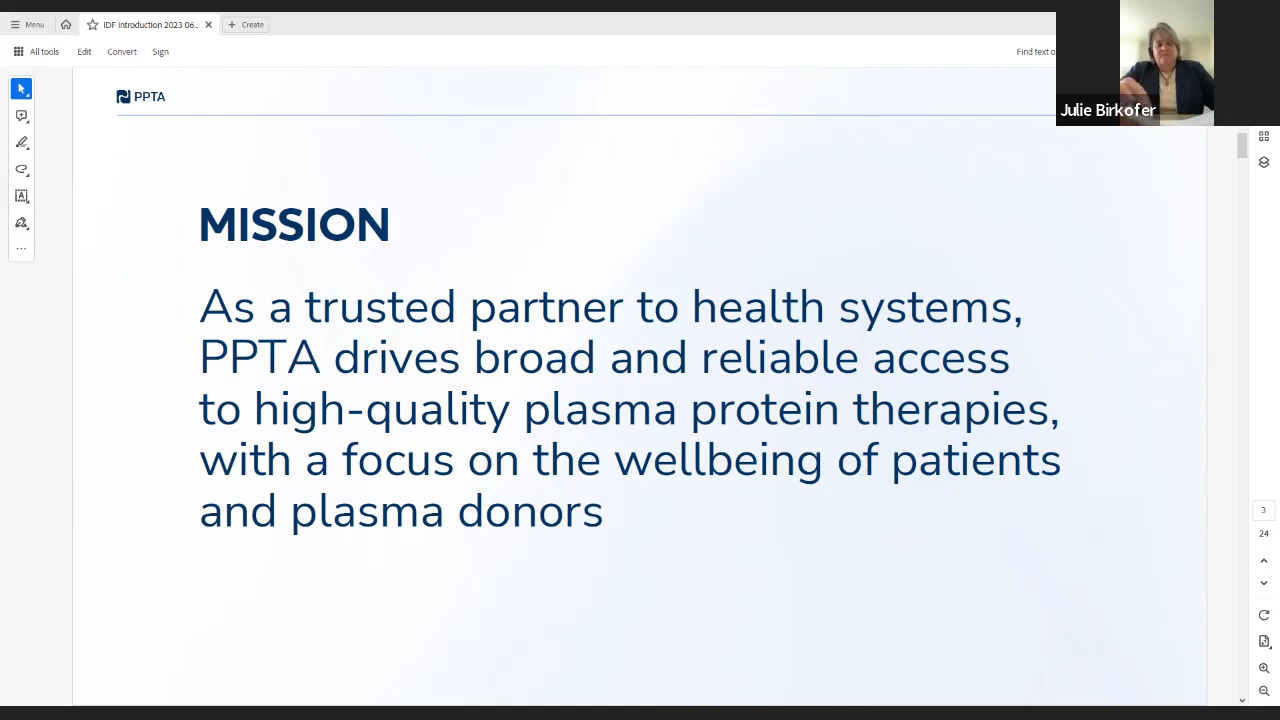 Menu
IDF Introduction 2023 06...
Create
All tools
Edit
Convert
Sign
Find text o
Julie Birkofer
PPTA
MISSION
As a trusted partner to health systems,
PPTA drives broad and reliable access
to high-quality plasma protein therapies,
with a focus on the wellbeing of patients
and plasma donors
3
24